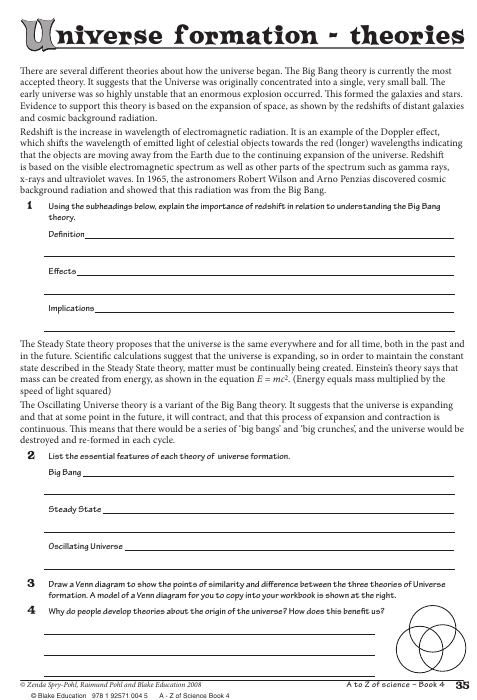 Universe formation - theories
There are several different theories about how the universe began. The Big Bang theory is currently the most
accepted theory. It suggests that the Universe was originally concentrated into a single, very small ball. The
early universe was so highly unstable that an enormous explosion occurred. This formed the galaxies and stars.
Evidence to support this theory is based on the expansion of space, as shown by the redshifts of distant galaxies
and cosmic background radiation.
Redshift is the increase in wavelength of electromagnetic radiation. It is an example of the Doppler effect,
which shifts the wavelength of emitted light of celestial objects towards the red (longer) wavelengths indicating
that the objects are moving away from the Earth due to the continuing expansion of the universe. Redshift
is based on the visible electromagnetic spectrum as well as other parts of the spectrum such as gamma rays,
x-rays and ultraviolet waves. In 1965, the astronomers Robert Wilson and Arno Penzias discovered cosmic
background radiation and showed that this radiation was from the Big Bang.
1 Using the subheadings below, explain the importance of redshift in relation to understanding the Big Bang
theory.
Definition
Effects
Implications
The Steady State theory proposes that the universe is the same everywhere and for all time, both in the past and
in the future. Scientific calculations suggest that the universe is expanding, so in order to maintain the constant
state described in the Steady State theory, matter must be continually being created. Einstein's theory says that
mass can be created from energy, as shown in the equation E = mc². (Energy equals mass multiplied by the
speed of light squared)
The Oscillating Universe theory is a variant of the Big Bang theory. It suggests that the universe is expanding
and that at some point in the future, it will contract, and that this process of expansion and contraction is
continuous. This means that there would be a series of 'big bangs' and 'big crunches', and the universe would be
destroyed and re-formed in each cycle.
2 List the essential features of each theory of universe formation.
Big Bang
Steady State
Oscillating Universe
3 Draw a Venn diagram to show the points of similarity and difference between the three theories of Universe
formation. A model of a Venn diagram for you to copy into your workbook is shown at the right.
4 Why do people develop theories about the origin of the universe? How does this benefit us?
© Zenda Spry-Pohl, Raimund Pohl and Blake Education 2008 A to Z of science – Book 4 35
© Blake Education 978 1 92571 004 5 A - Z of Science Book 4